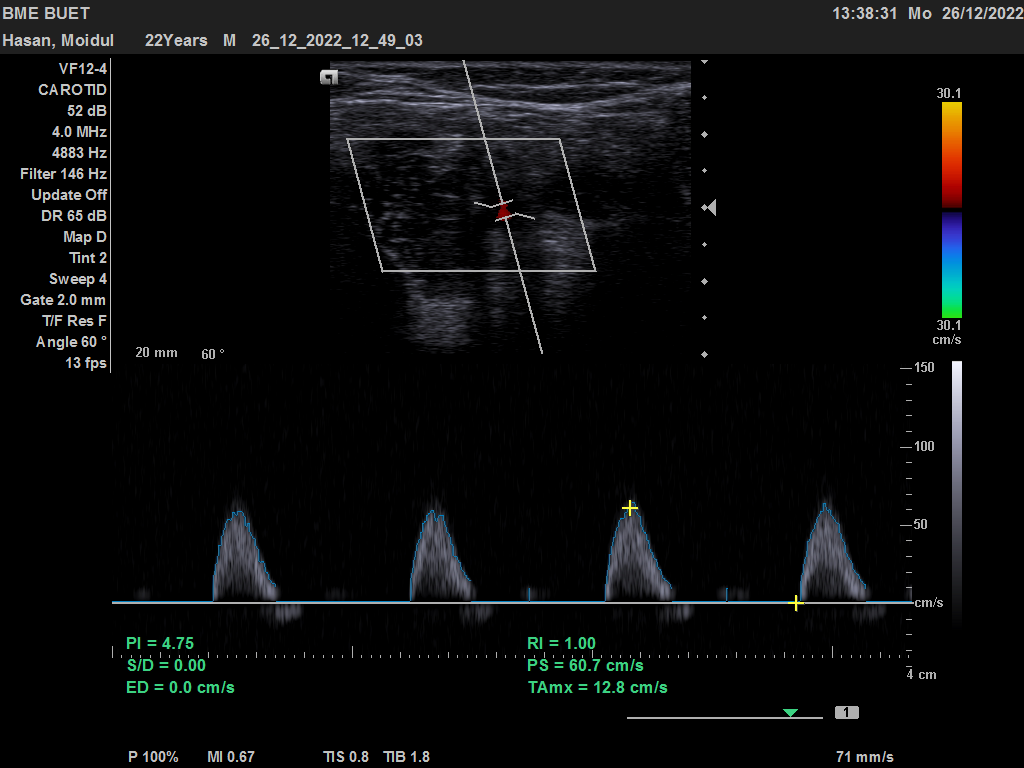 BME BUET
13:38:31 Mo 26/12/2022
Hasan, Moidul 22Years M 26_12_2022_12_49_03
VF12-4
CAROTID
52 dB
4.0 MHz
4883 Hz
Filter 146 Hz
Update Off
DR 65 dB
Map D
Tint 2
Sweep 4
Gate 2.0 mm
T/F Res F
Angle 60 °
13 fps
20 mm 60 °
30.1
30.1
cm/s
150
100
50
cm/s
4 cm
PI = 4.75
S/D = 0.00
ED = 0.0 cm/s
RI = 1.00
PS = 60.7 cm/s
TAmx = 12.8 cm/s
1
P 100% MI 0.67 TIS 0.8 TIB 1.8
71 mm/s